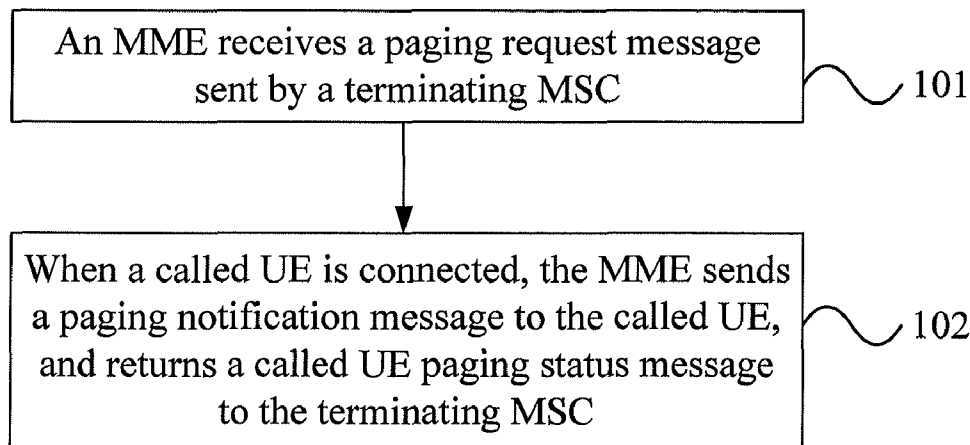 An MME receives a paging request message
sent by a terminating MSC
101
When a called UE is connected, the MME sends
a paging notification message to the called UE,
and returns a called UE paging status message
to the terminating MSC
102